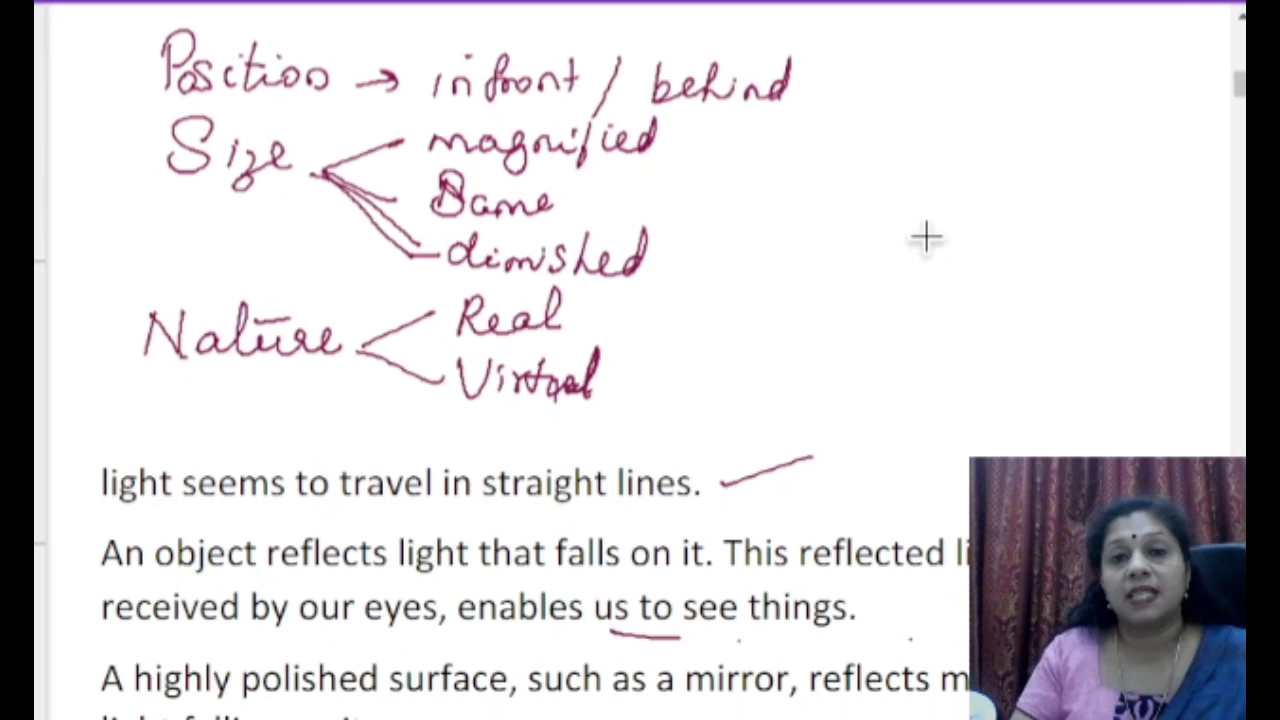 Position → infront / behind
Size
magnified
Same
dimished
Nature
Real
Virtual
light seems to travel in straight lines.
An object reflects light that falls on it. This reflected li
received by our eyes, enables us to see things.
A highly polished surface, such as a mirror, reflects m